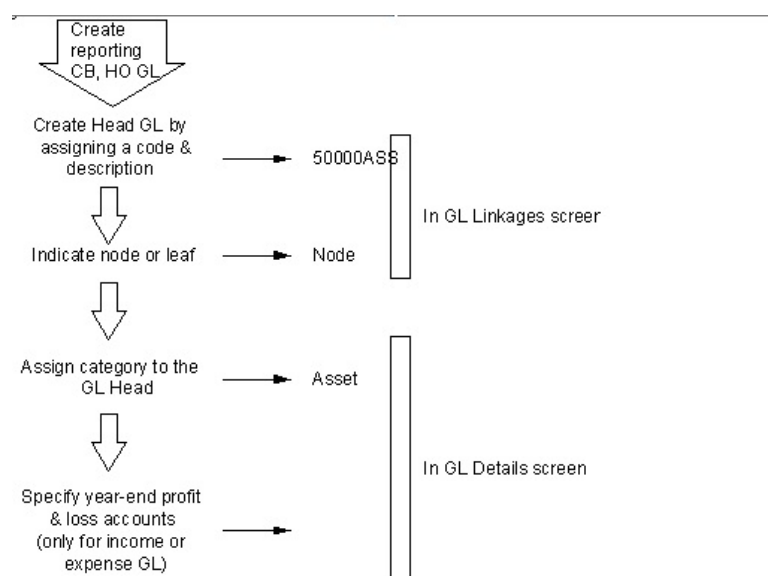 Create
reporting
CB, HO GL
Create Head GL by
assigning a code &
description
50000ASS
In GL Linkages screer
Indicate node or leaf
Node
Assign category to the
GL Head
Asset
In GL Details screen
Specify year-end profit
& loss accounts
(only for income or
expense GL)